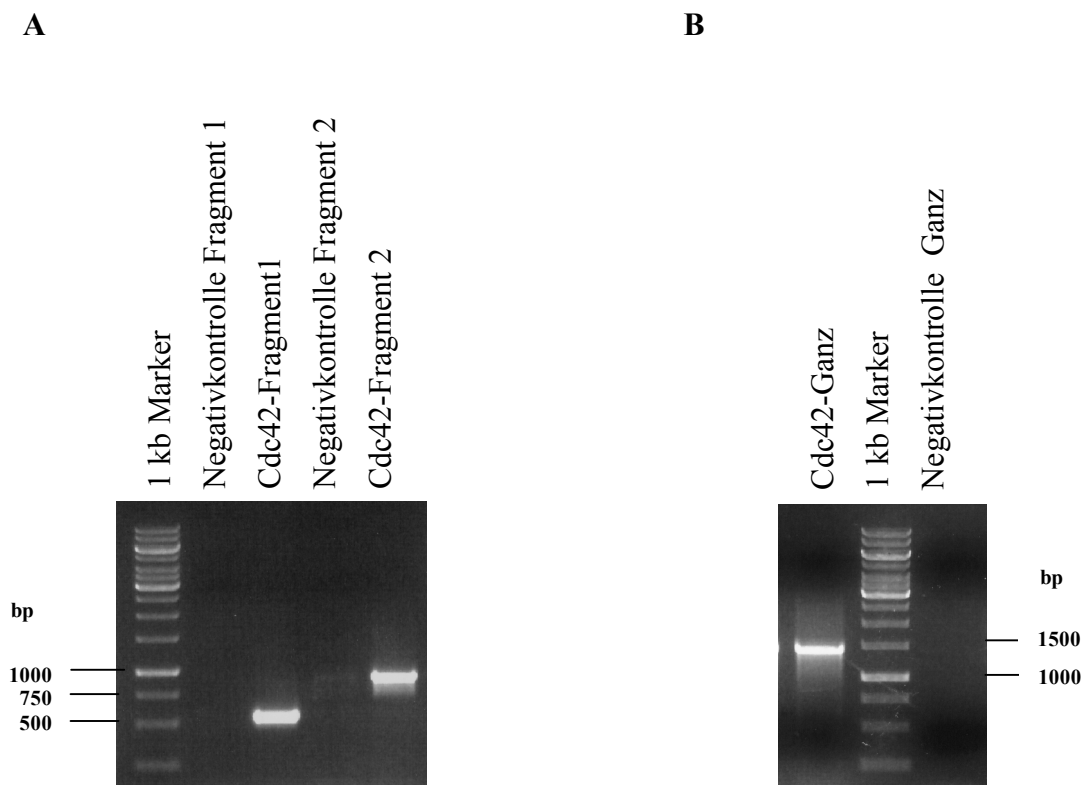 A
B
1 kb Marker
Negativkontrolle Fragment 1
Cdc42-Fragment1
Negativkontrolle Fragment 2
Cdc42-Fragment 2
bp
1000
750
500
Cdc42-Ganz
1 kb Marker
Negativkontrolle Ganz
bp
1500
1000